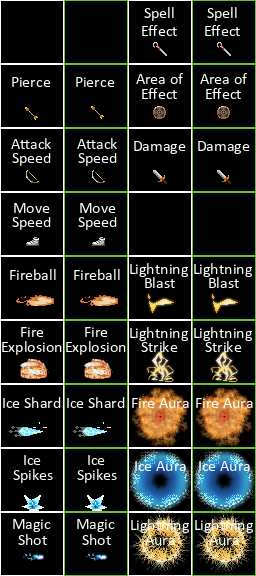 Spell Spell
Effect Effect
Pierce Pierce Area of Area of
Effect Effect
Attack Attack Damage Damage
Speed Speed
Move Move
Speed Speed
Fireball Fireball Lightning Lightning
Blast Blast
Fire Fire Lightning Lightning
Explosion Explosion Strike Strike
Ice Shard Ice Shard Fire Aura Fire Aura
Ice Ice Ice Aura Ice Aura
Spikes Spikes
Magic Magic Lightning Lightning
Shot Shot Aura Aura